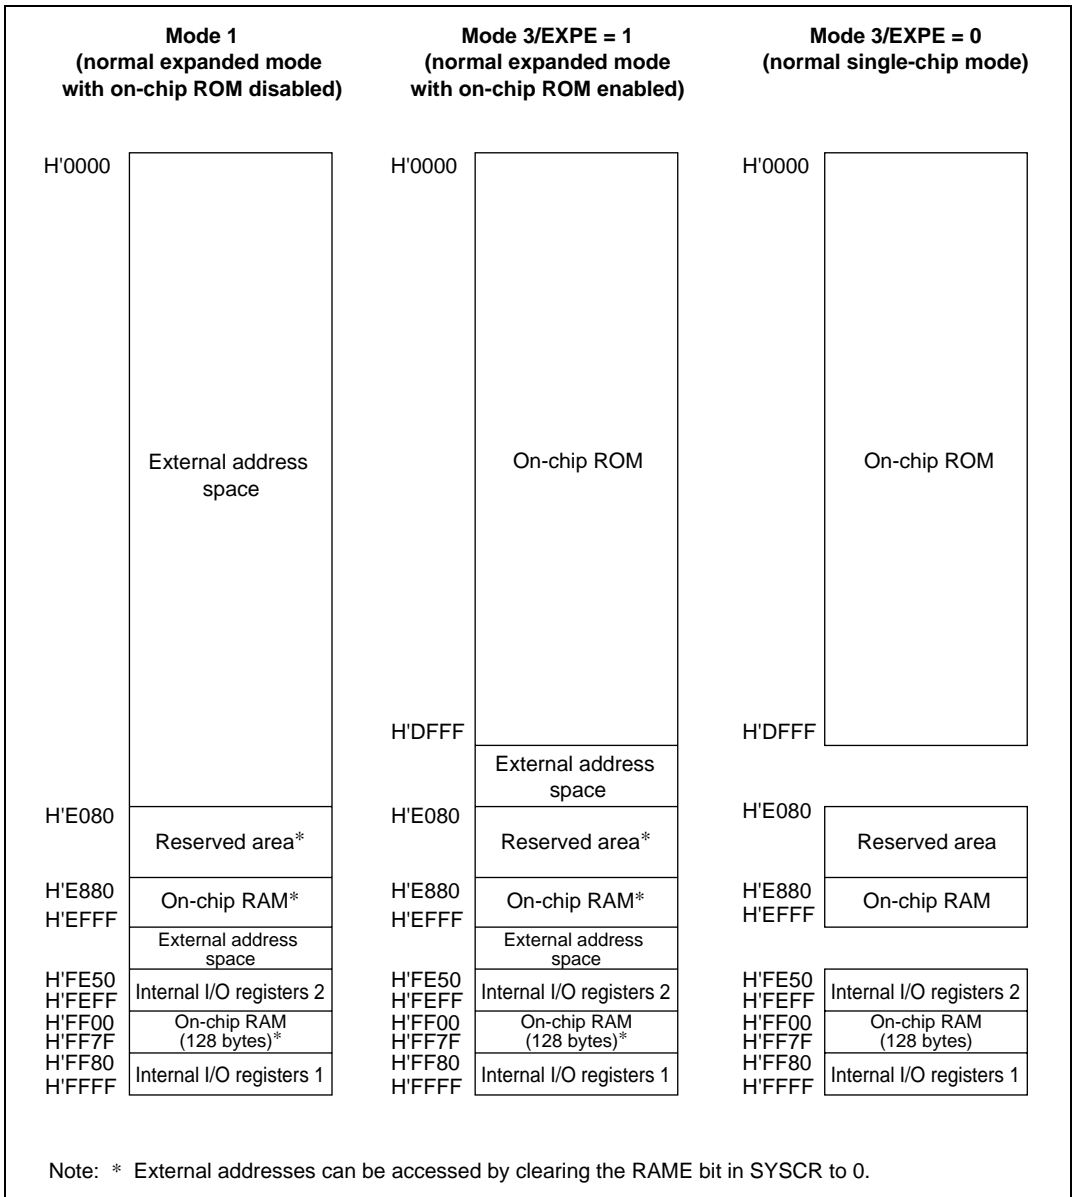 Mode 1
(normal expanded mode
with on-chip ROM disabled)
H'0000
External address
space
H'E080
Reserved area*
H'E880
On-chip RAM*
H'EFFF
External address
space
H'FE50
Internal I/O registers 2
H'FEFF
H'FF00
On-chip RAM
(128 bytes)*
H'FF7F
H'FF80
Internal I/O registers 1
H'FFFF
Mode 3/EXPE = 1
(normal expanded mode
with on-chip ROM enabled)
H'0000
On-chip ROM
H'DFFF
External address
space
H'E080
Reserved area*
H'E880
On-chip RAM*
H'EFFF
External address
space
H'FE50
Internal I/O registers 2
H'FEFF
H'FF00
On-chip RAM
(128 bytes)*
H'FF7F
H'FF80
Internal I/O registers 1
H'FFFF
Mode 3/EXPE = 0
(normal single-chip mode)
H'0000
On-chip ROM
H'DFFF
H'E080
Reserved area
H'E880
On-chip RAM
H'EFFF
H'FE50
Internal I/O registers 2
H'FEFF
H'FF00
On-chip RAM
(128 bytes)
H'FF7F
H'FF80
Internal I/O registers 1
H'FFFF
Note: * External addresses can be accessed by clearing the RAME bit in SYSCR to 0.